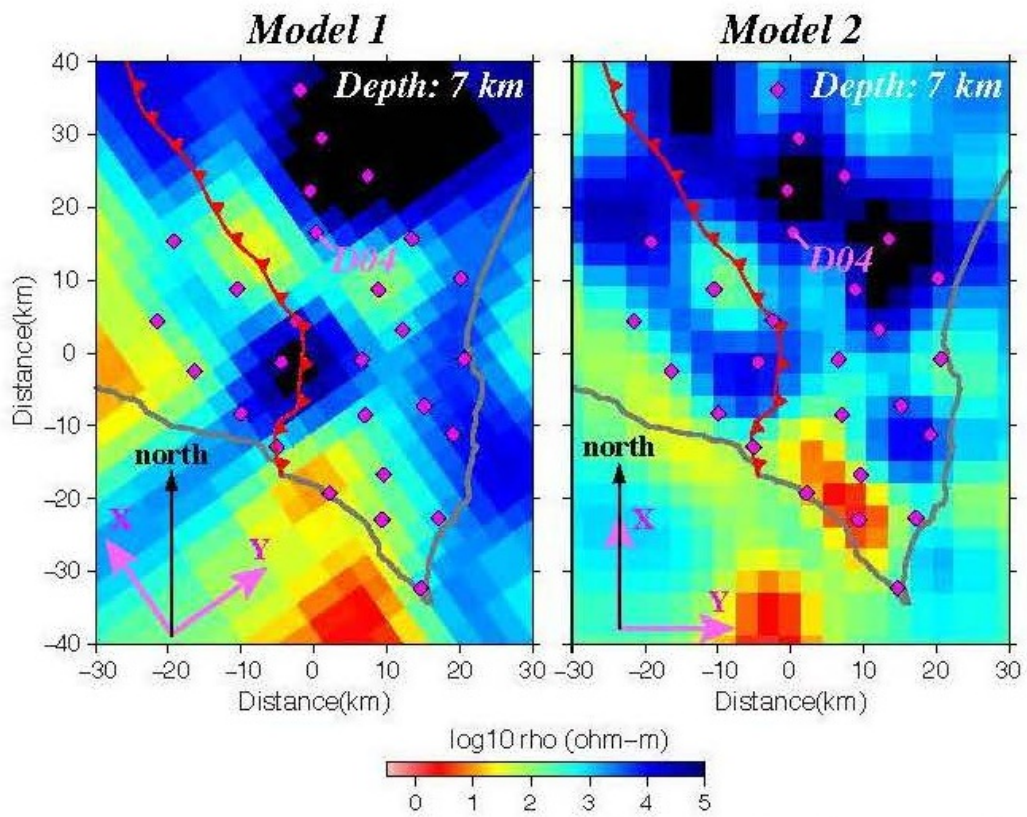 Model 1
Model 2
Depth: 7 km
Depth: 7 km
40
30
20
10
0
−10
−20
−30
−40
Distance(km)
D04
D04
north
north
X
Y
X
Y
−30 −20 −10 0 10 20 30
−30 −20 −10 0 10 20 30
Distance(km)
Distance(km)
log10 rho (ohm−m)
0 1 2 3 4 5